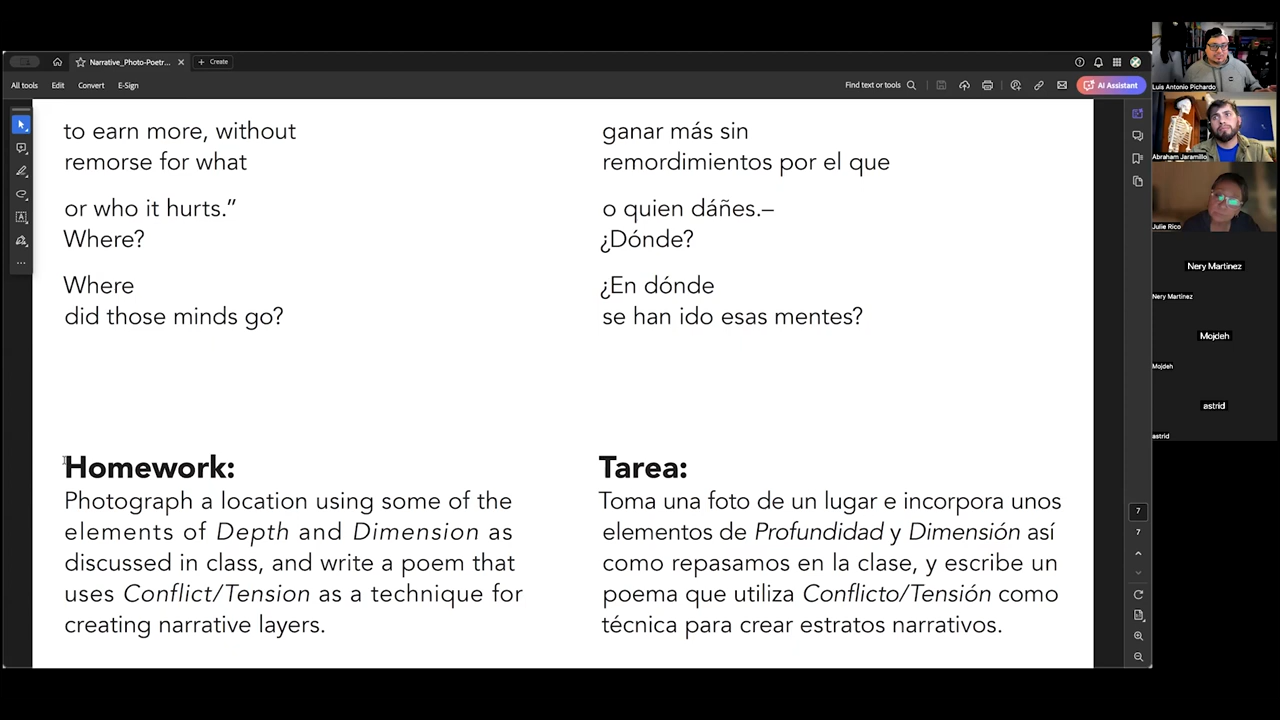 Narrative_Photo-Poetr...
Create
All tools
Edit
Convert
E-Sign
Find text or tools
AI Assistant
to earn more, without
remorse for what
or who it hurts.”
Where?
Where
did those minds go?
ganar más sin
remordimientos por el que
o quien dáñes.–
¿Dónde?
¿En dónde
se han ido esas mentes?
Homework:
Photograph a location using some of the
elements of Depth and Dimension as
discussed in class, and write a poem that
uses Conflict/Tension as a technique for
creating narrative layers.
Tarea:
Toma una foto de un lugar e incorpora unos
elementos de Profundidad y Dimensión así
como repasamos en la clase, y escribe un
poema que utiliza Conflicto/Tensión como
técnica para crear estratos narrativos.
7
7
Luis Antonio Pichardo
Abraham Jaramillo
Julie Rico
Nery Martinez
Nery Martinez
Mojdeh
Mojdeh
astrid
astrid